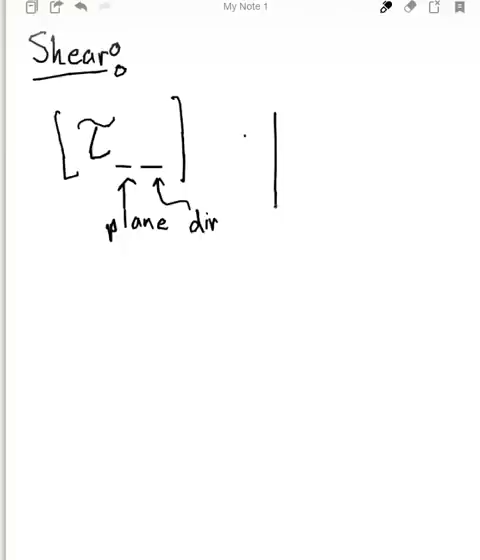 My Note 1
Shear:
[τ_ _]
plane dir